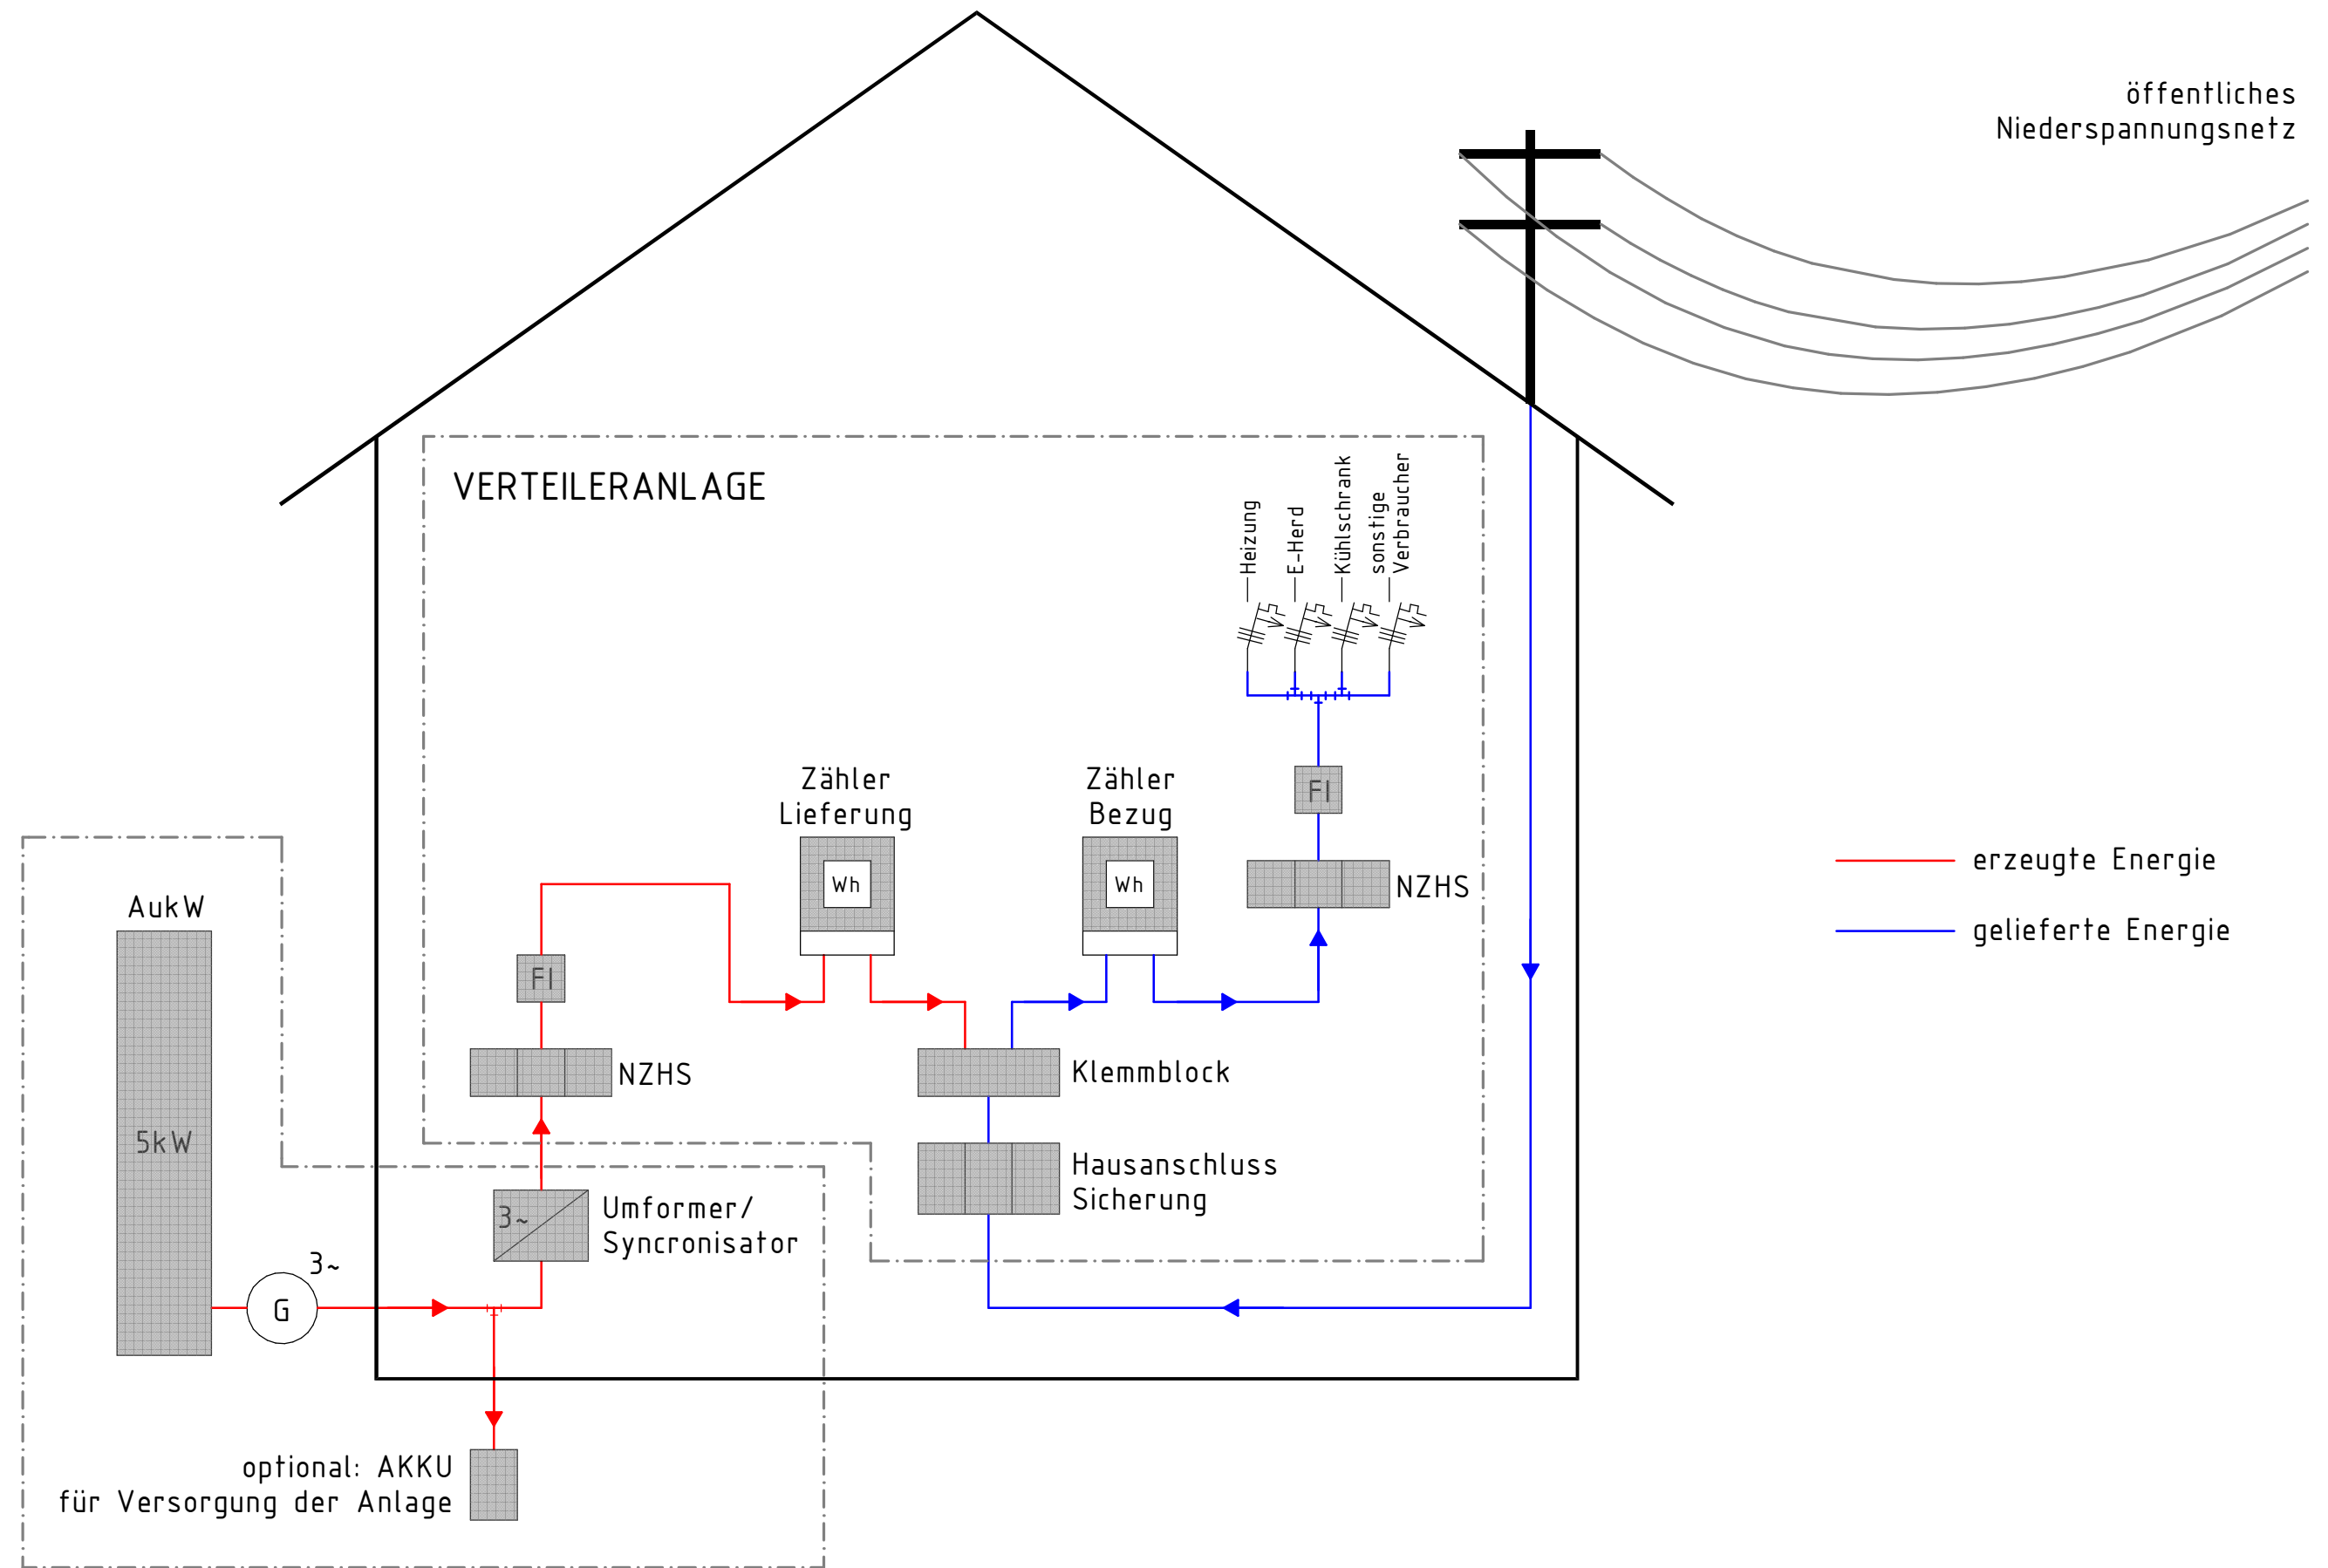 öffentliches
Niederspannungsnetz
VERTEILERANLAGE
Heizung
E-Herd
Kühlschrank
sonstige
Verbraucher
Zähler
Lieferung
Wh
Zähler
Bezug
Wh
FI
NZHS
erzeugte Energie
gelieferte Energie
AukW
5kW
FI
NZHS
Klemmblock
Hausanschluss
Sicherung
3~
Umformer/
Syncronisator
3~
G
optional: AKKU
für Versorgung der Anlage